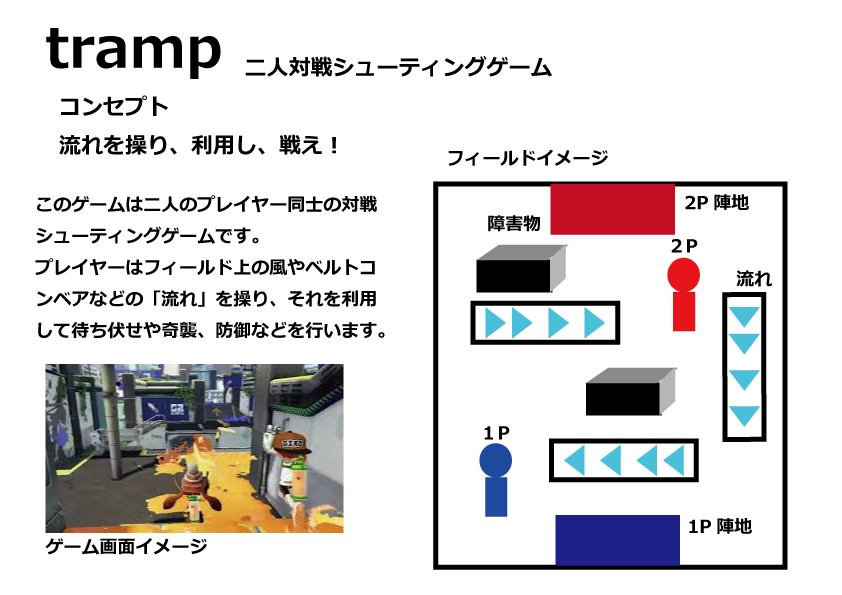 tramp
二人対戦シューティングゲーム
コンセプト
流れを操り、利用し、戦え！
このゲームは二人のプレイヤー同士の対戦
シューティングゲームです。
プレイヤーはフィールド上の風やベルトコ
ンベアなどの「流れ」を操り、それを利用
して待ち伏せや奇襲、防御などを行います。
ゲーム画面イメージ
フィールドイメージ
2P 陣地
障害物
２Ｐ
流れ
１Ｐ
1P 陣地